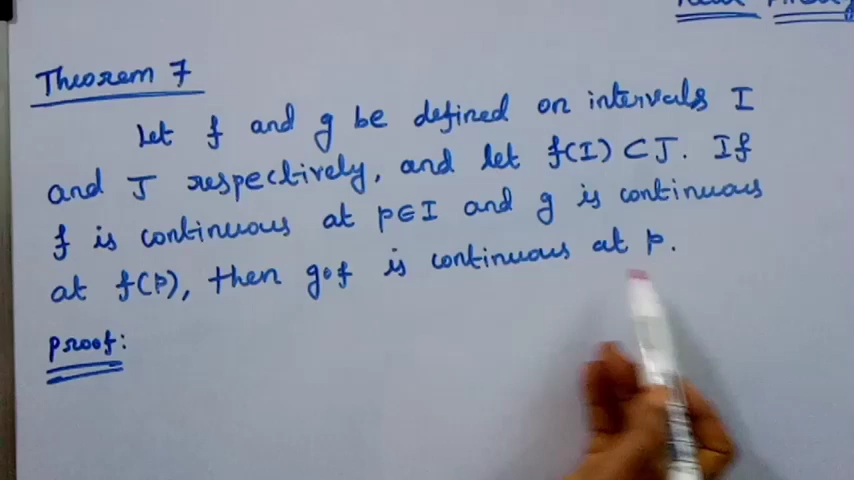 Theorem 7
Let f and g be defined on intervals I
and J respectively, and let f(I) ⊂ J. If
f is continuous at p ∈ I and g is continuous
at f(p), then g∘f is continuous at p.
Proof: